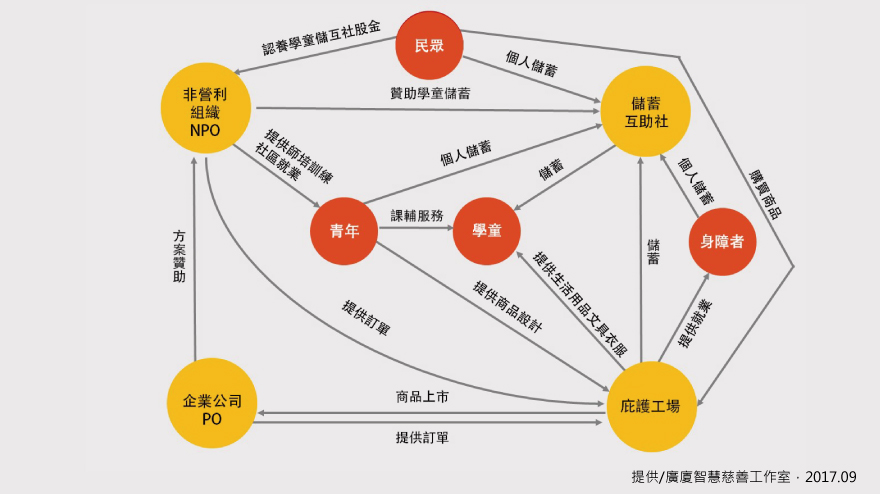 認養學童儲互社股金
民眾
個人儲蓄
非營利
組織
NPO
贊助學童儲蓄
儲蓄
互助社
提供師培訓練
社區就業
個人儲蓄
儲蓄
個人儲蓄
購買商品
青年
課輔服務
學童
身障者
方案贊助
儲蓄
提供訂單
提供商品設計
提供生活用品文具衣服
提供就業
企業公司
PO
商品上市
提供訂單
庇護工場
提供/廣廈智慧慈善工作室．2017.09